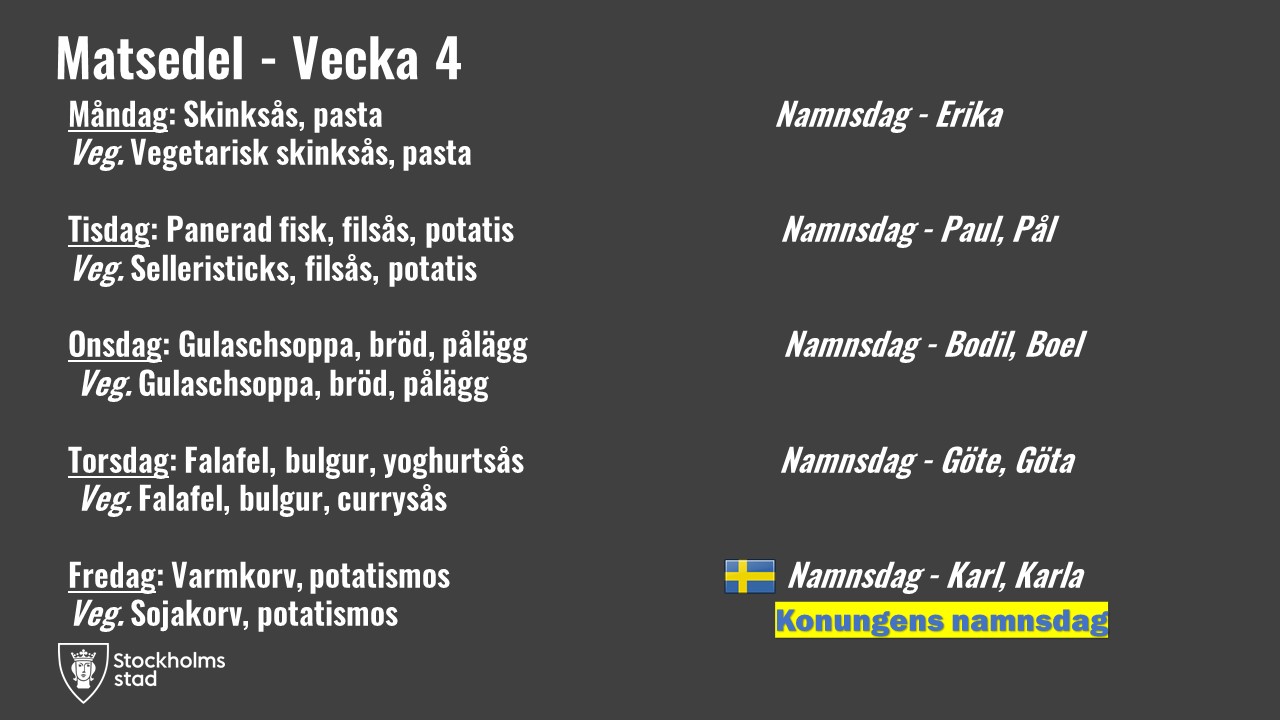 Matsedel - Vecka 4
Måndag: Skinksås, pasta
Namnsdag - Erika
Veg. Vegetarisk skinksås, pasta
Tisdag: Panerad fisk, filsås, potatis
Namnsdag - Paul, Pål
Veg. Selleristicks, filsås, potatis
Onsdag: Gulaschsoppa, bröd, pålägg
Namnsdag - Bodil, Boel
Veg. Gulaschsoppa, bröd, pålägg
Torsdag: Falafel, bulgur, yoghurtsås
Namnsdag - Göte, Göta
Veg. Falafel, bulgur, currysås
Fredag: Varmkorv, potatismos
Namnsdag - Karl, Karla
Veg. Sojakorv, potatismos
Konungens namnsdag
Stockholms
stad